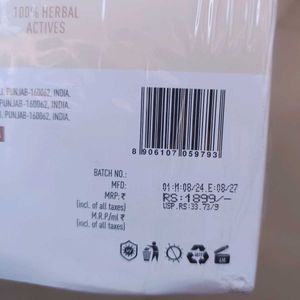 100% HERBAL
ACTIVES
, PUNJAB-160062, INDIA.
, PUNJAB-160062, INDIA.
, PUNJAB-160062, INDIA.
8 906107 059793
BATCH NO.:
MFD: 01:M:08/24 E:08/27
MRP: ₹ RS:1899/-
(incl. of all taxes) USP.RS:33.73/9
M.R.P/ml ₹
(incl. of all taxes)